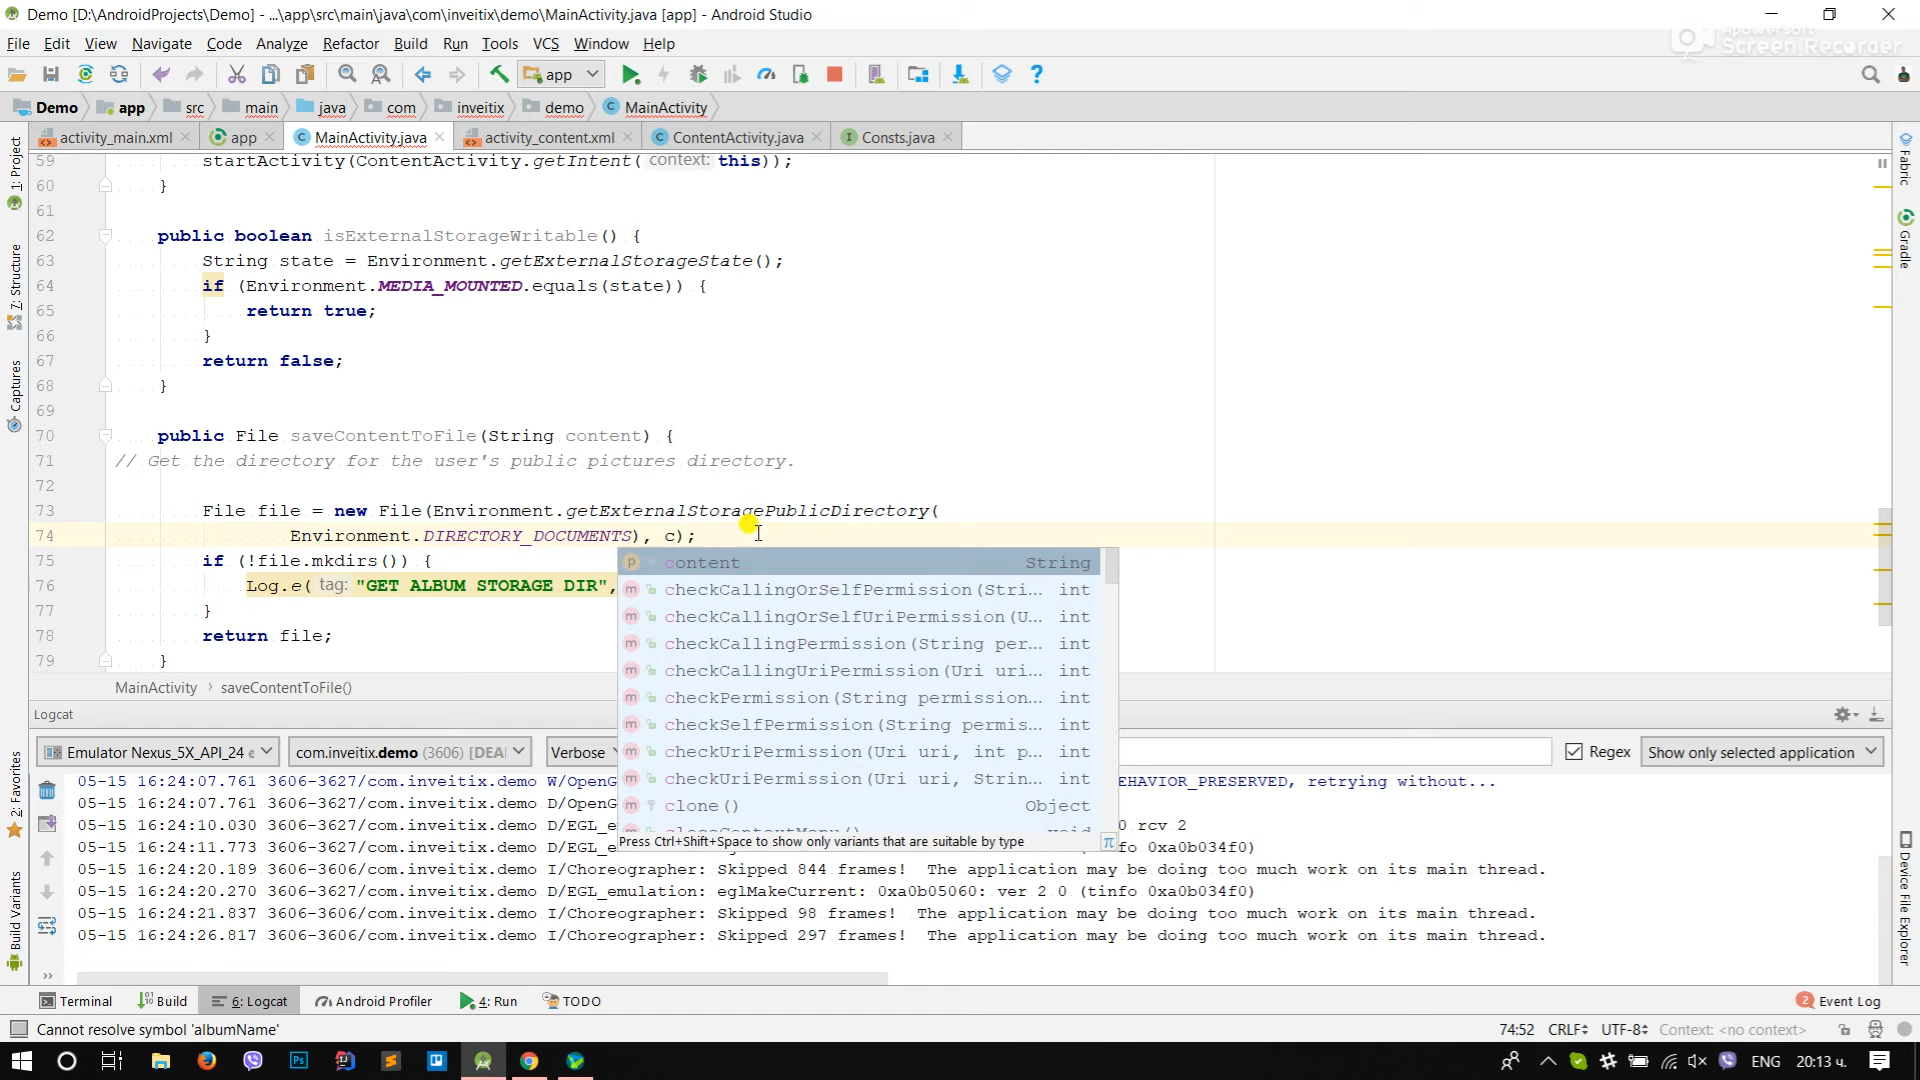 Demo [D:\AndroidProjects\Demo] - ...\app\src\main\java\com\inveitix\demo\MainActivity.java [app] - Android Studio
Apowersoft
Screen Recorder
File Edit View Navigate Code Analyze Refactor Build Run Tools VCS Window Help
app
Demo app src main java com inveitix demo MainActivity
activity_main.xml app MainActivity.java activity_content.xml ContentActivity.java Consts.java
1: Project
7: Structure
Captures
2: Favorites
Build Variants
Fabric
Gradle
Device File Explorer
59 startActivity(ContentActivity.getIntent( context: this));
60 }
61
62 public boolean isExternalStorageWritable() {
63 String state = Environment.getExternalStorageState();
64 if (Environment.MEDIA_MOUNTED.equals(state)) {
65 return true;
66 }
67 return false;
68 }
69
70 public File saveContentToFile(String content) {
71 // Get the directory for the user's public pictures directory.
72
73 File file = new File(Environment.getExternalStoragePublicDirectory(
74 Environment.DIRECTORY_DOCUMENTS), c);
75 if (!file.mkdirs()) {
76 Log.e( tag: "GET ALBUM STORAGE DIR",
77 }
78 return file;
79 }
content String
checkCallingOrSelfPermission(Stri... int
checkCallingOrSelfUriPermission(U... int
checkCallingPermission(String per... int
checkCallingUriPermission(Uri uri... int
checkPermission(String permission... int
checkSelfPermission(String permis... int
checkUriPermission(Uri uri, int p... int
checkUriPermission(Uri uri, Strin... int
clone() Object
closeContextMenu() void
Press Ctrl+Shift+Space to show only variants that are suitable by type
MainActivity saveContentToFile()
Logcat
Emulator Nexus_5X_API_24 com.inveitix.demo (3606) [DEA Verbose Regex Show only selected application
05-15 16:24:07.761 3606-3627/com.inveitix.demo W/OpenG EHAVIOR_PRESERVED, retrying without...
05-15 16:24:07.761 3606-3627/com.inveitix.demo D/OpenG
05-15 16:24:10.030 3606-3627/com.inveitix.demo D/EGL_e 0 rcv 2
05-15 16:24:11.773 3606-3627/com.inveitix.demo D/EGL_e nfo 0xa0b034f0)
05-15 16:24:20.189 3606-3606/com.inveitix.demo I/Choreographer: Skipped 844 frames! The application may be doing too much work on its main thread.
05-15 16:24:20.270 3606-3627/com.inveitix.demo D/EGL_emulation: eglMakeCurrent: 0xa0b05060: ver 2 0 (tinfo 0xa0b034f0)
05-15 16:24:21.837 3606-3606/com.inveitix.demo I/Choreographer: Skipped 98 frames! The application may be doing too much work on its main thread.
05-15 16:24:26.817 3606-3606/com.inveitix.demo I/Choreographer: Skipped 297 frames! The application may be doing too much work on its main thread.
Terminal Build 6: Logcat Android Profiler 4: Run TODO 2 Event Log
Cannot resolve symbol 'albumName' 74:52 CRLF UTF-8 Context: <no context>
Ps ENG 20:13 ч.